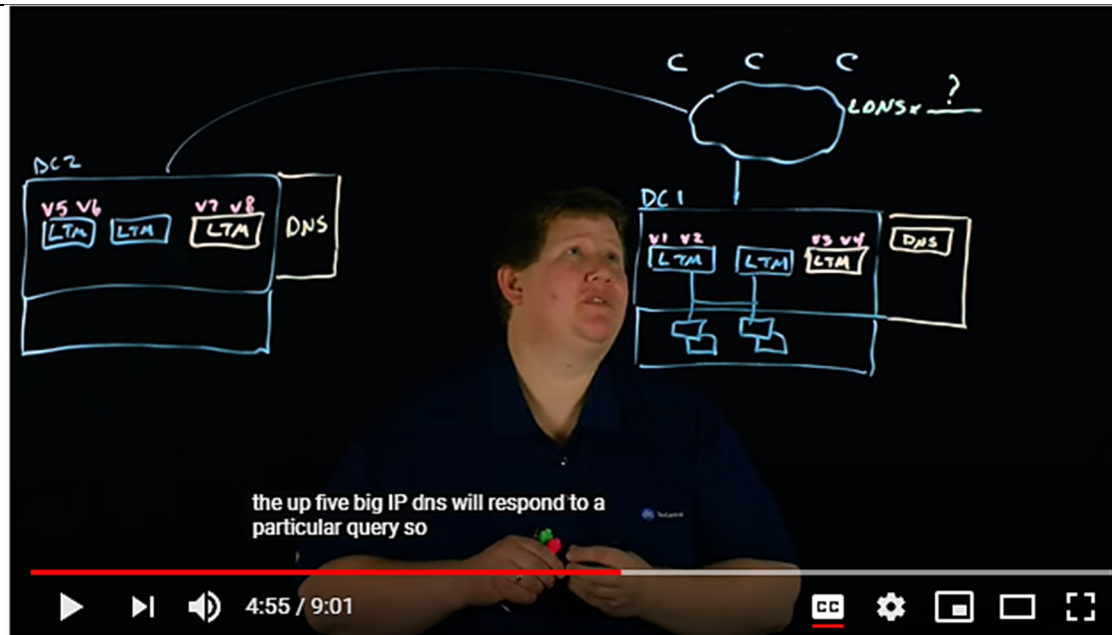 C C C
?
LDNS
DC2
V5 V6 V7 V8
LTM LTM LTM DNS
DC1
V1 V2 V3 V4
LTM LTM LTM DNS
the up five big IP dns will respond to a
particular query so
4:55 / 9:01
CC